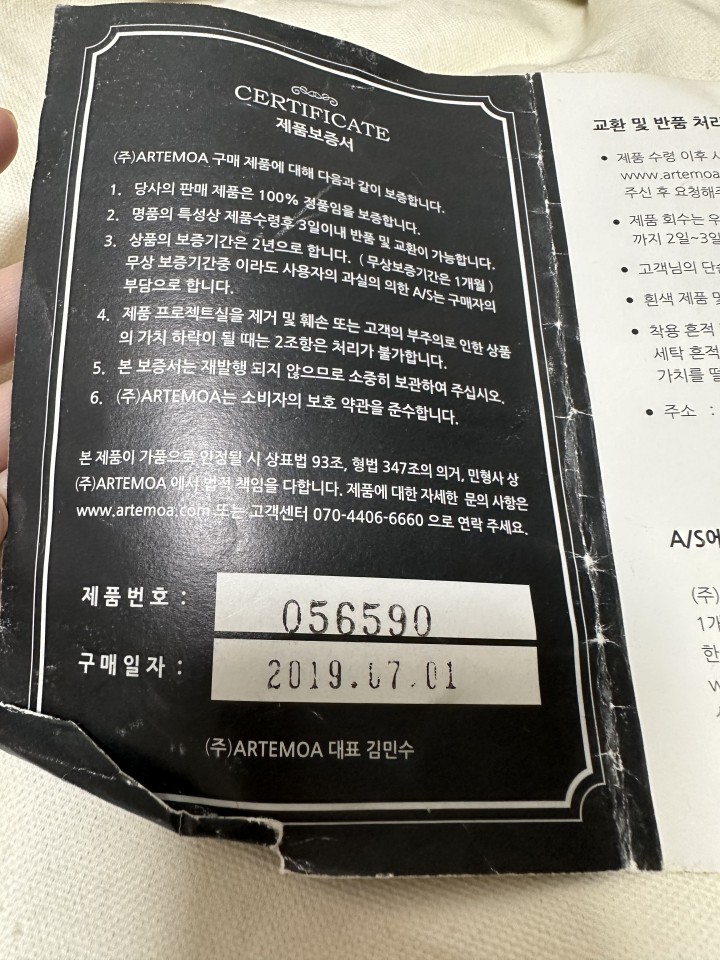 CERTIFICATE
제품보증서
(주)ARTEMOA 구매 제품에 대해 다음과 같이 보증합니다.
1. 당사의 판매 제품은 100% 정품임을 보증합니다.
2. 명품의 특성상 제품수령후 3일이내 반품 및 교환이 가능합니다.
3. 상품의 보증기간은 2년으로 합니다. ( 무상보증기간은 1개월 )
무상 보증기간중 이라도 사용자의 과실의 의한 A/S는 구매자의
부담으로 합니다.
4. 제품 프로젝트실을 제거 및 훼손 또는 고객의 부주의로 인한 상품
의 가치 하락이 될 때는 2조항은 처리가 불가합니다.
5. 본 보증서는 재발행 되지 않으므로 소중히 보관하여 주십시오.
6. (주)ARTEMOA는 소비자의 보호 약관을 준수합니다.
본 제품이 가품으로 인정될 시 상표법 93조, 형법 347조의 의거, 민형사 상
(주)ARTEMOA 에서 법적 책임을 다합니다. 제품에 대한 자세한 문의 사항은
www.artemoa.com 또는 고객센터 070-4406-6660 으로 연락 주세요.
제품번호 : 056590
구매일자 : 2019.07.01
(주)ARTEMOA 대표 김민수
교환 및 반품 처리
• 제품 수령 이후
www.artemoa
주신 후 요청해
• 제품 회수는
까지 2일~3일
• 고객님의
• 흰색 제품 및
• 착용 흔적
세탁 흔적
가치를
• 주소 :
A/S에
(주)
1개
한